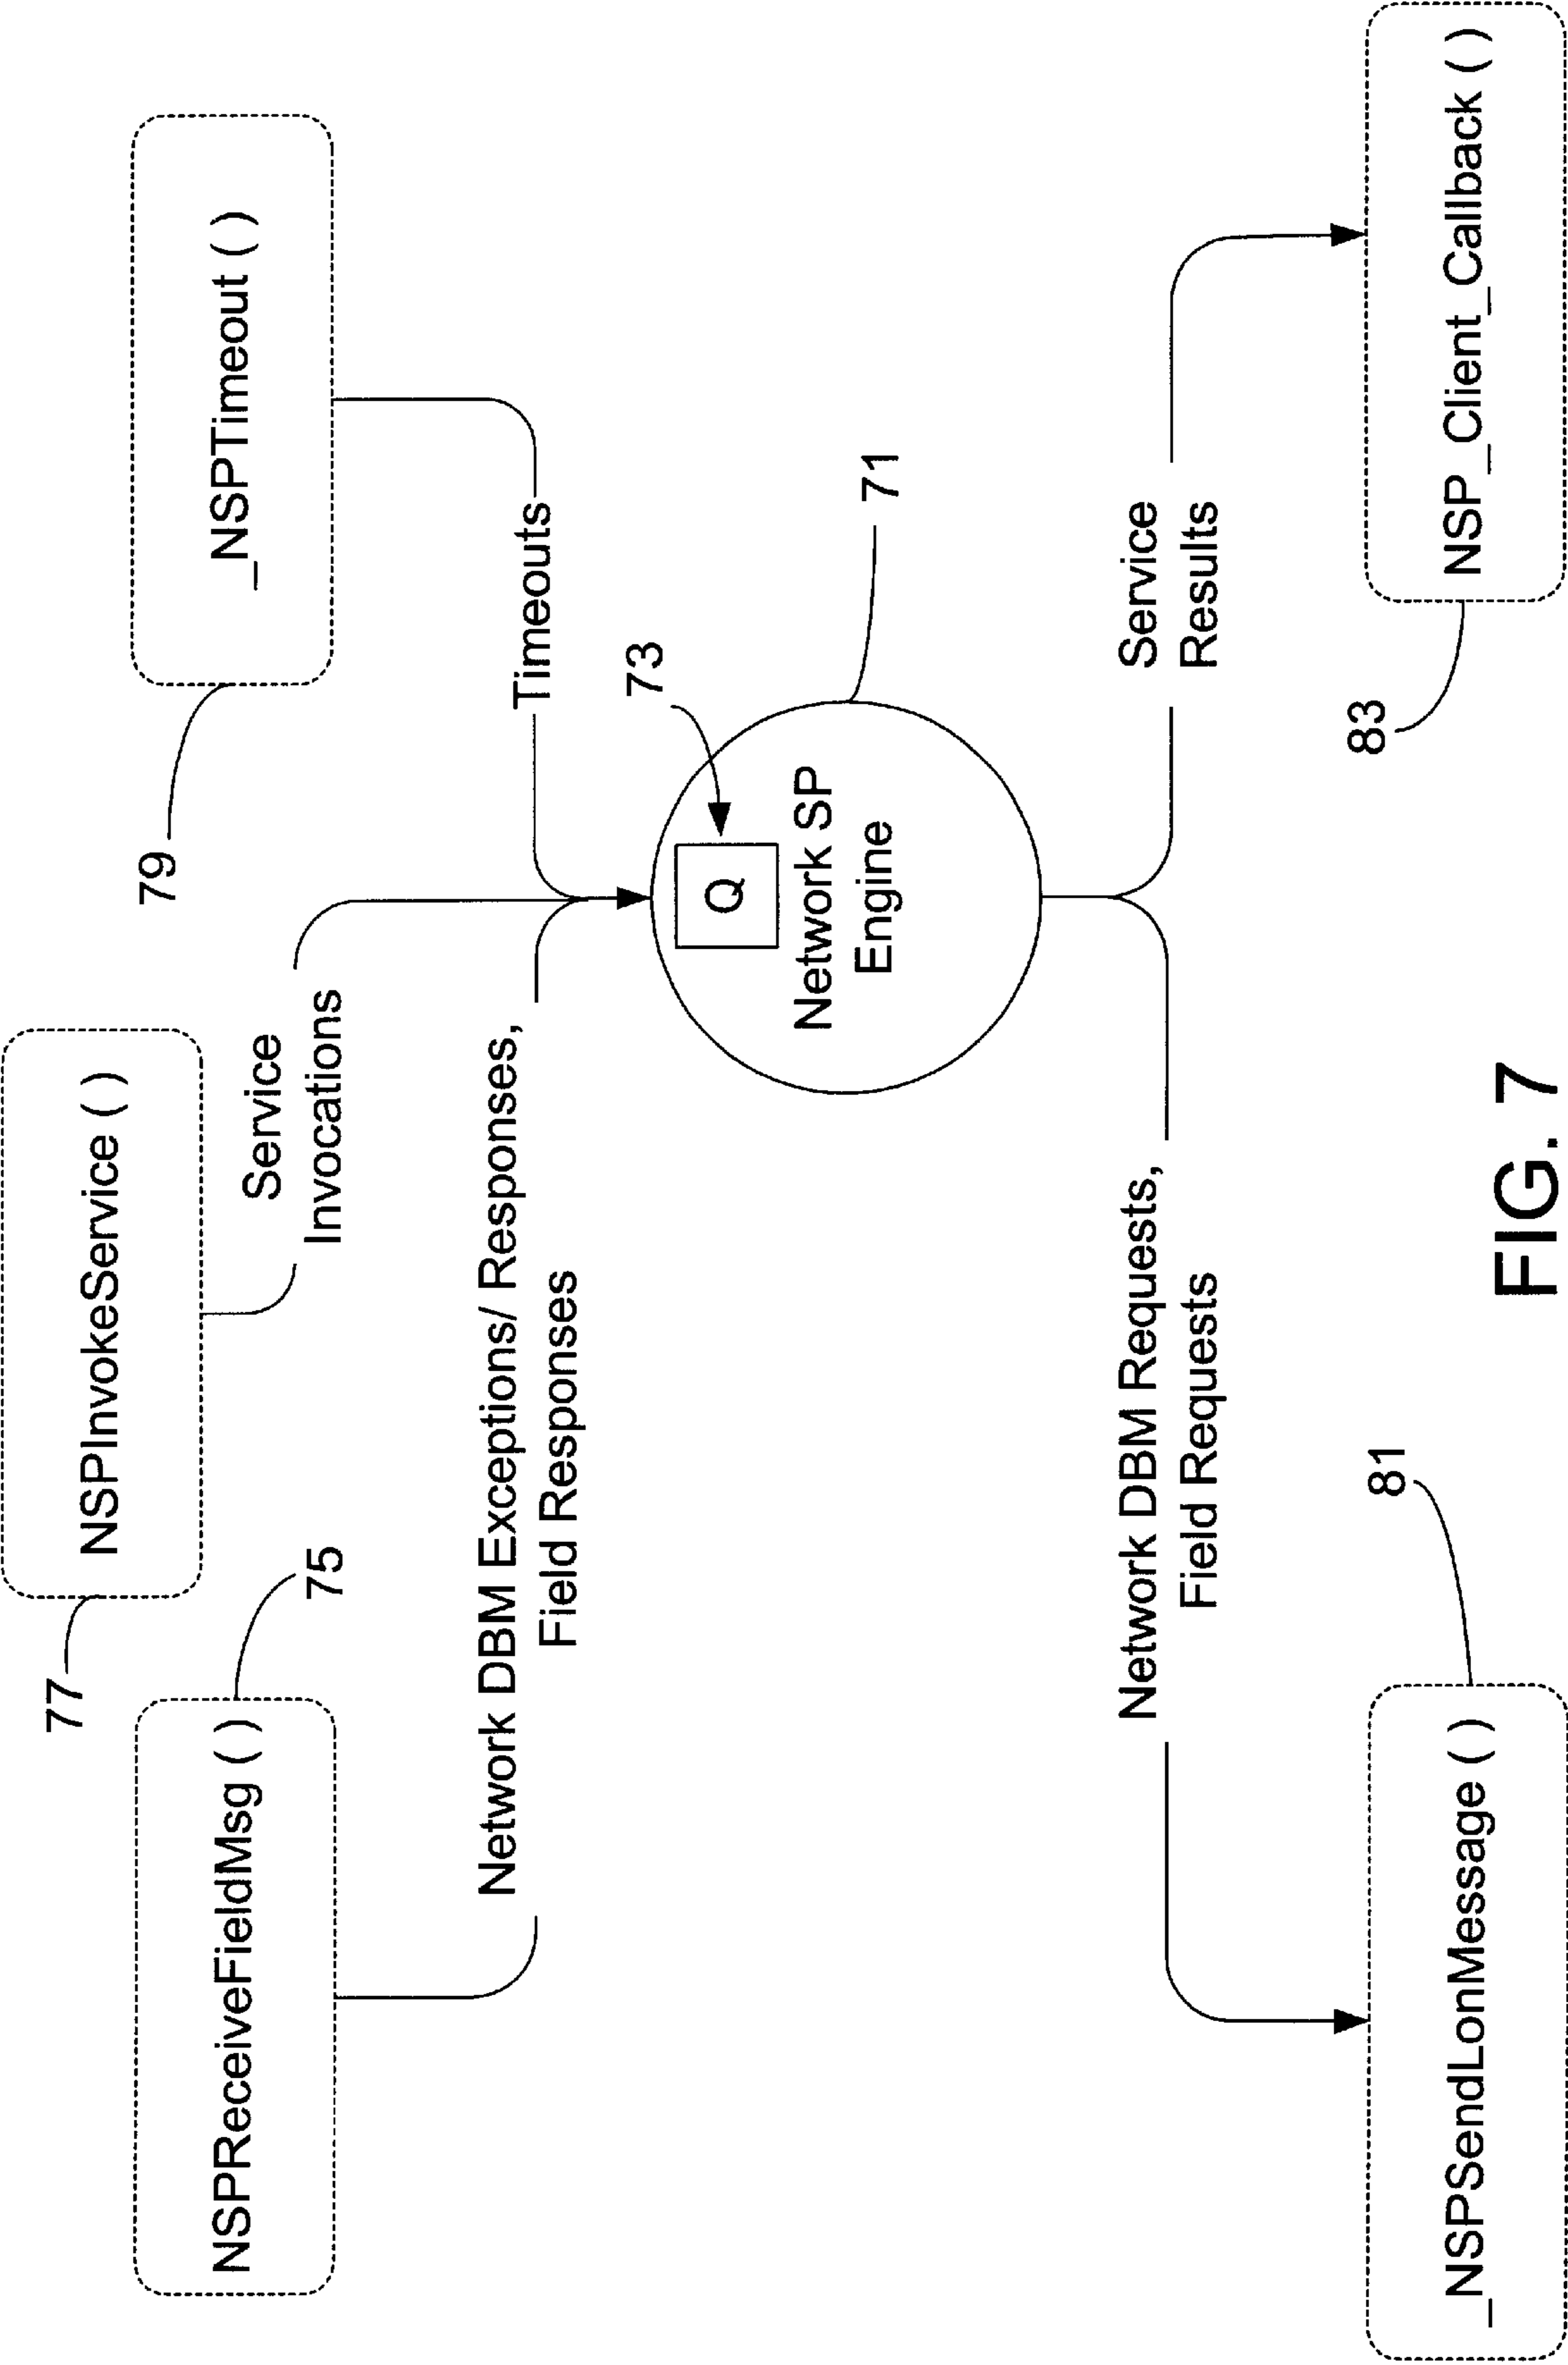 77
NSPInvokeService ( )
79
NSPReceiveFieldMsg ( )
_NSPTimeout ( )
75
Service
Invocations
Network DBM Exceptions/ Responses,
Field Responses
Timeouts
73
Q
Network SP
Engine
71
Network DBM Requests,
Field Requests
Service
Results
81
83
_NSPSendLonMessage ( )
NSP_Client_Callback ( )
FIG. 7